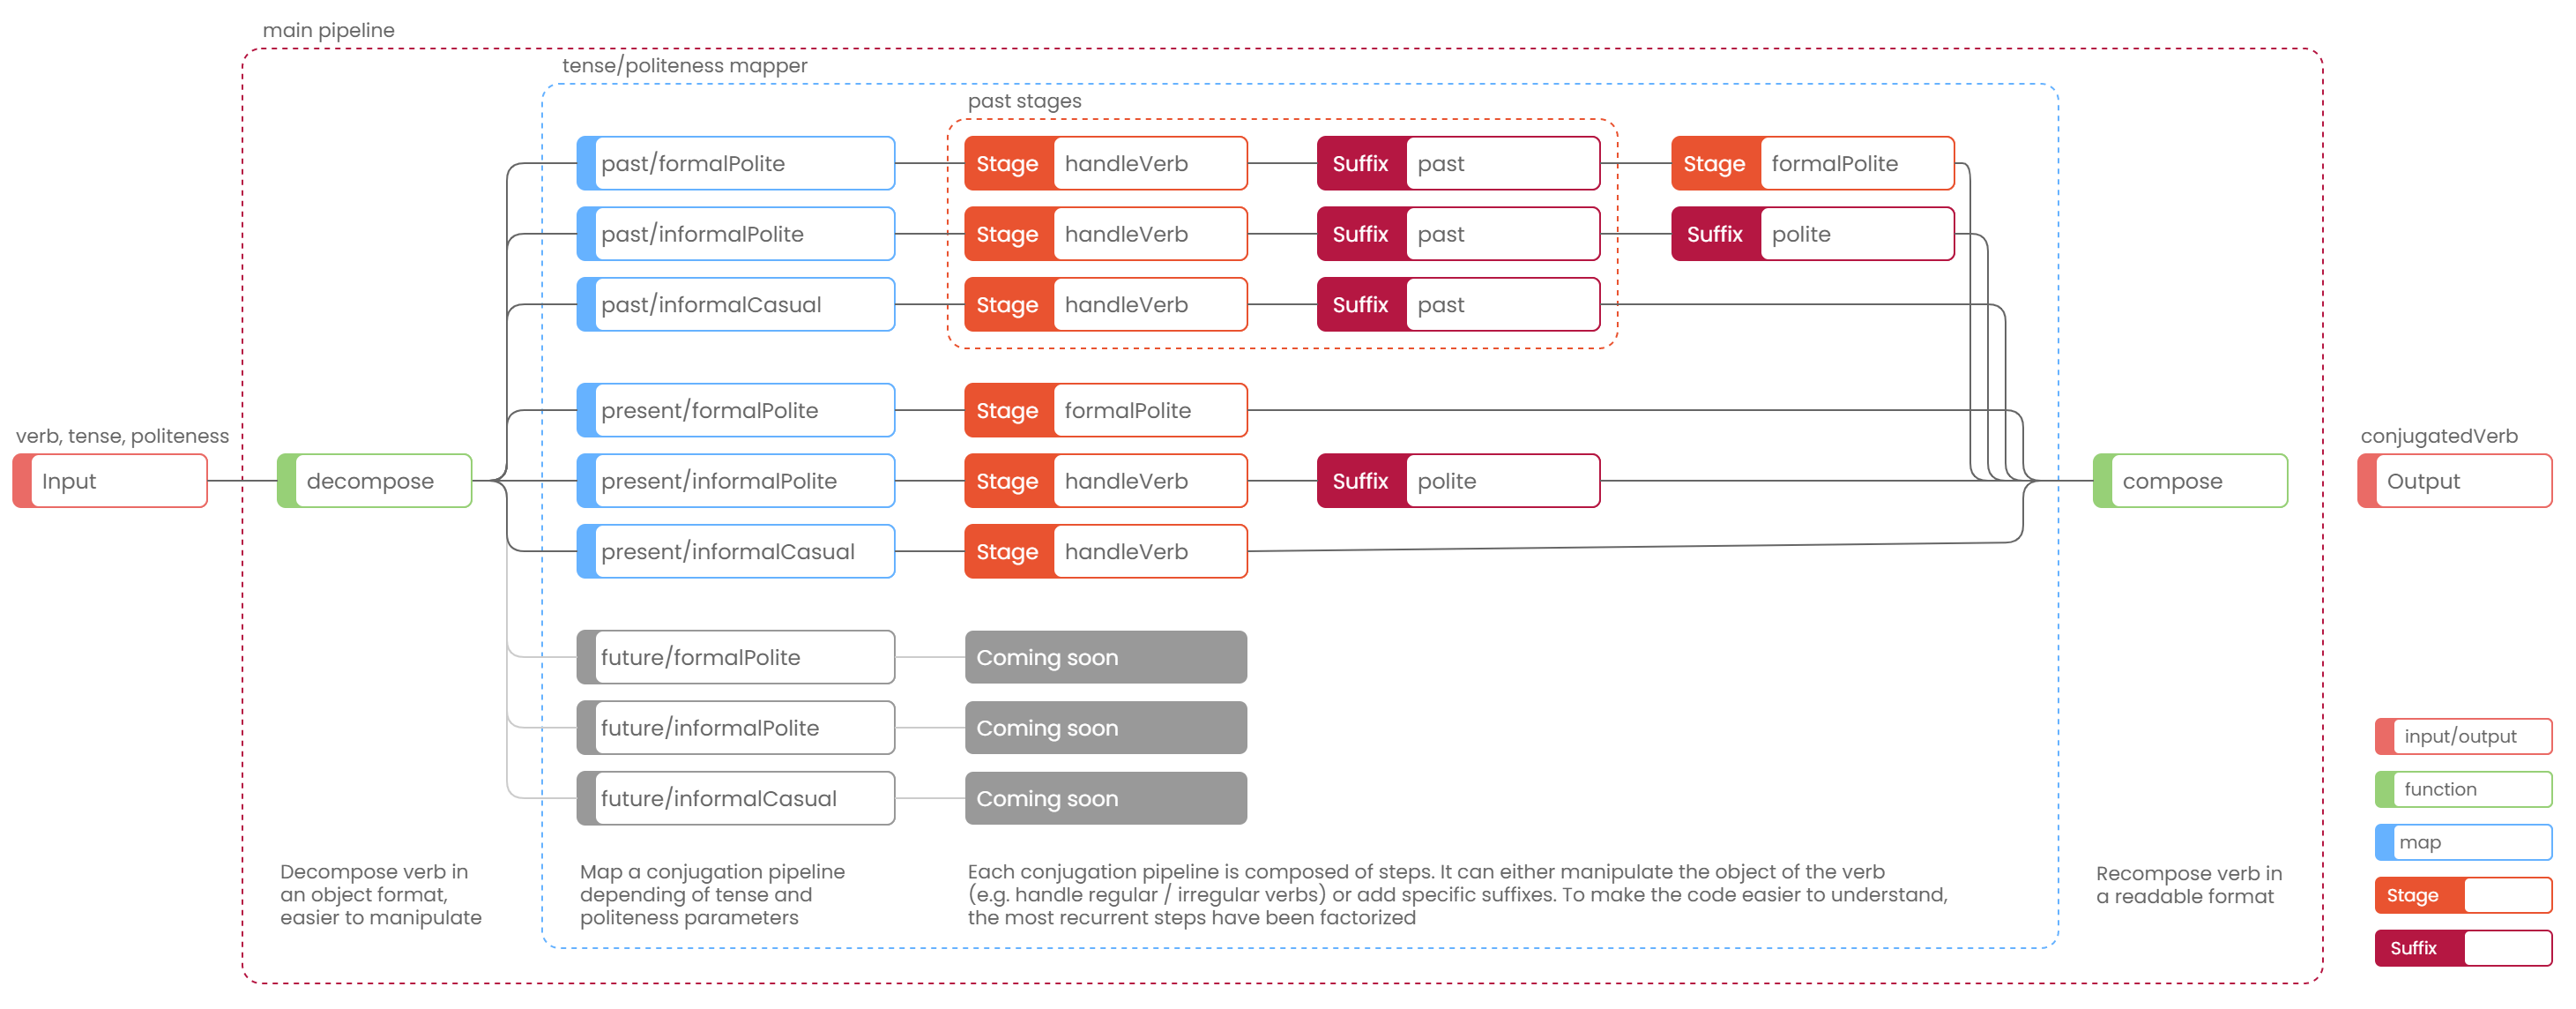 main pipeline
tense/politeness mapper
past stages
past/formalPolite
Stage
handleVerb
Suffix
past
Stage
formalPolite
past/informalPolite
Stage
handleVerb
Suffix
past
Suffix
polite
past/informalCasual
Stage
handleVerb
Suffix
past
present/formalPolite
Stage
formalPolite
verb, tense, politeness
conjugatedVerb
Input
decompose
present/informalPolite
Stage
handleVerb
Suffix
polite
compose
Output
present/informalCasual
Stage
handleVerb
future/formalPolite
Coming soon
future/informalPolite
Coming soon
future/informalCasual
Coming soon
Decompose verb in
an object format,
easier to manipulate
Map a conjugation pipeline
depending of tense and
politeness parameters
Each conjugation pipeline is composed of steps. It can either manipulate the object of the verb
(e.g. handle regular / irregular verbs) or add specific suffixes. To make the code easier to understand,
the most recurrent steps have been factorized
Recompose verb in
a readable format
input/output
function
map
Stage
Suffix